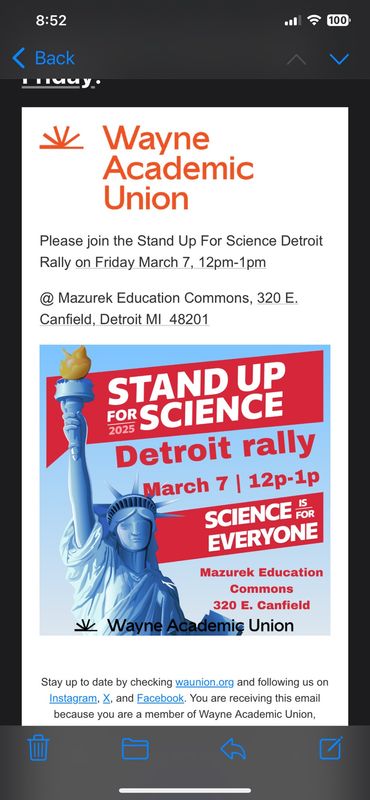 8:52
100
Back
Friday.
Wayne
Academic
Union
Please join the Stand Up For Science Detroit
Rally on Friday March 7, 12pm-1pm
@ Mazurek Education Commons, 320 E.
Canfield, Detroit MI 48201
STAND UP
FOR SCIENCE
2025
Detroit rally
March 7 | 12p-1p
SCIENCE IS FOR
EVERYONE
Mazurek Education
Commons
320 E. Canfield
Wayne Academic Union
Stay up to date by checking waunion.org and following us on
Instagram, X, and Facebook. You are receiving this email
because you are a member of Wayne Academic Union,